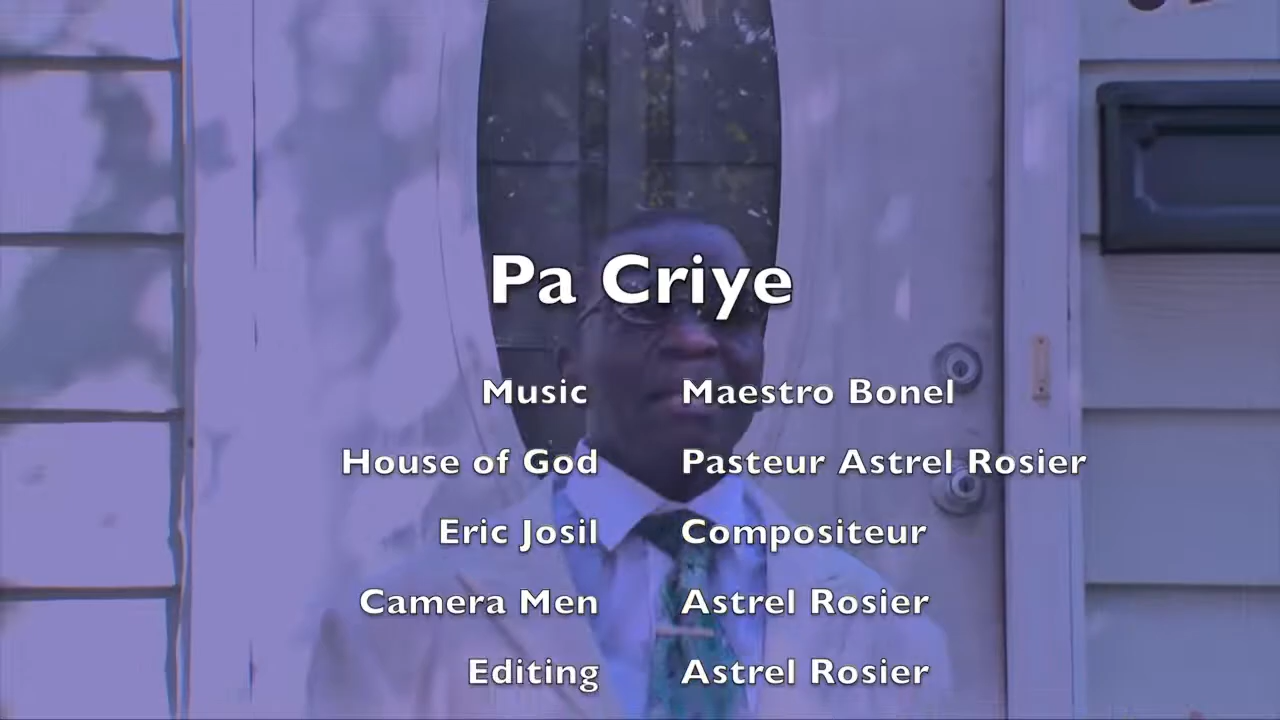 Pa Criye
Music Maestro Bonel
House of God Pasteur Astrel Rosier
Eric Josil Compositeur
Camera Men Astrel Rosier
Editing Astrel Rosier